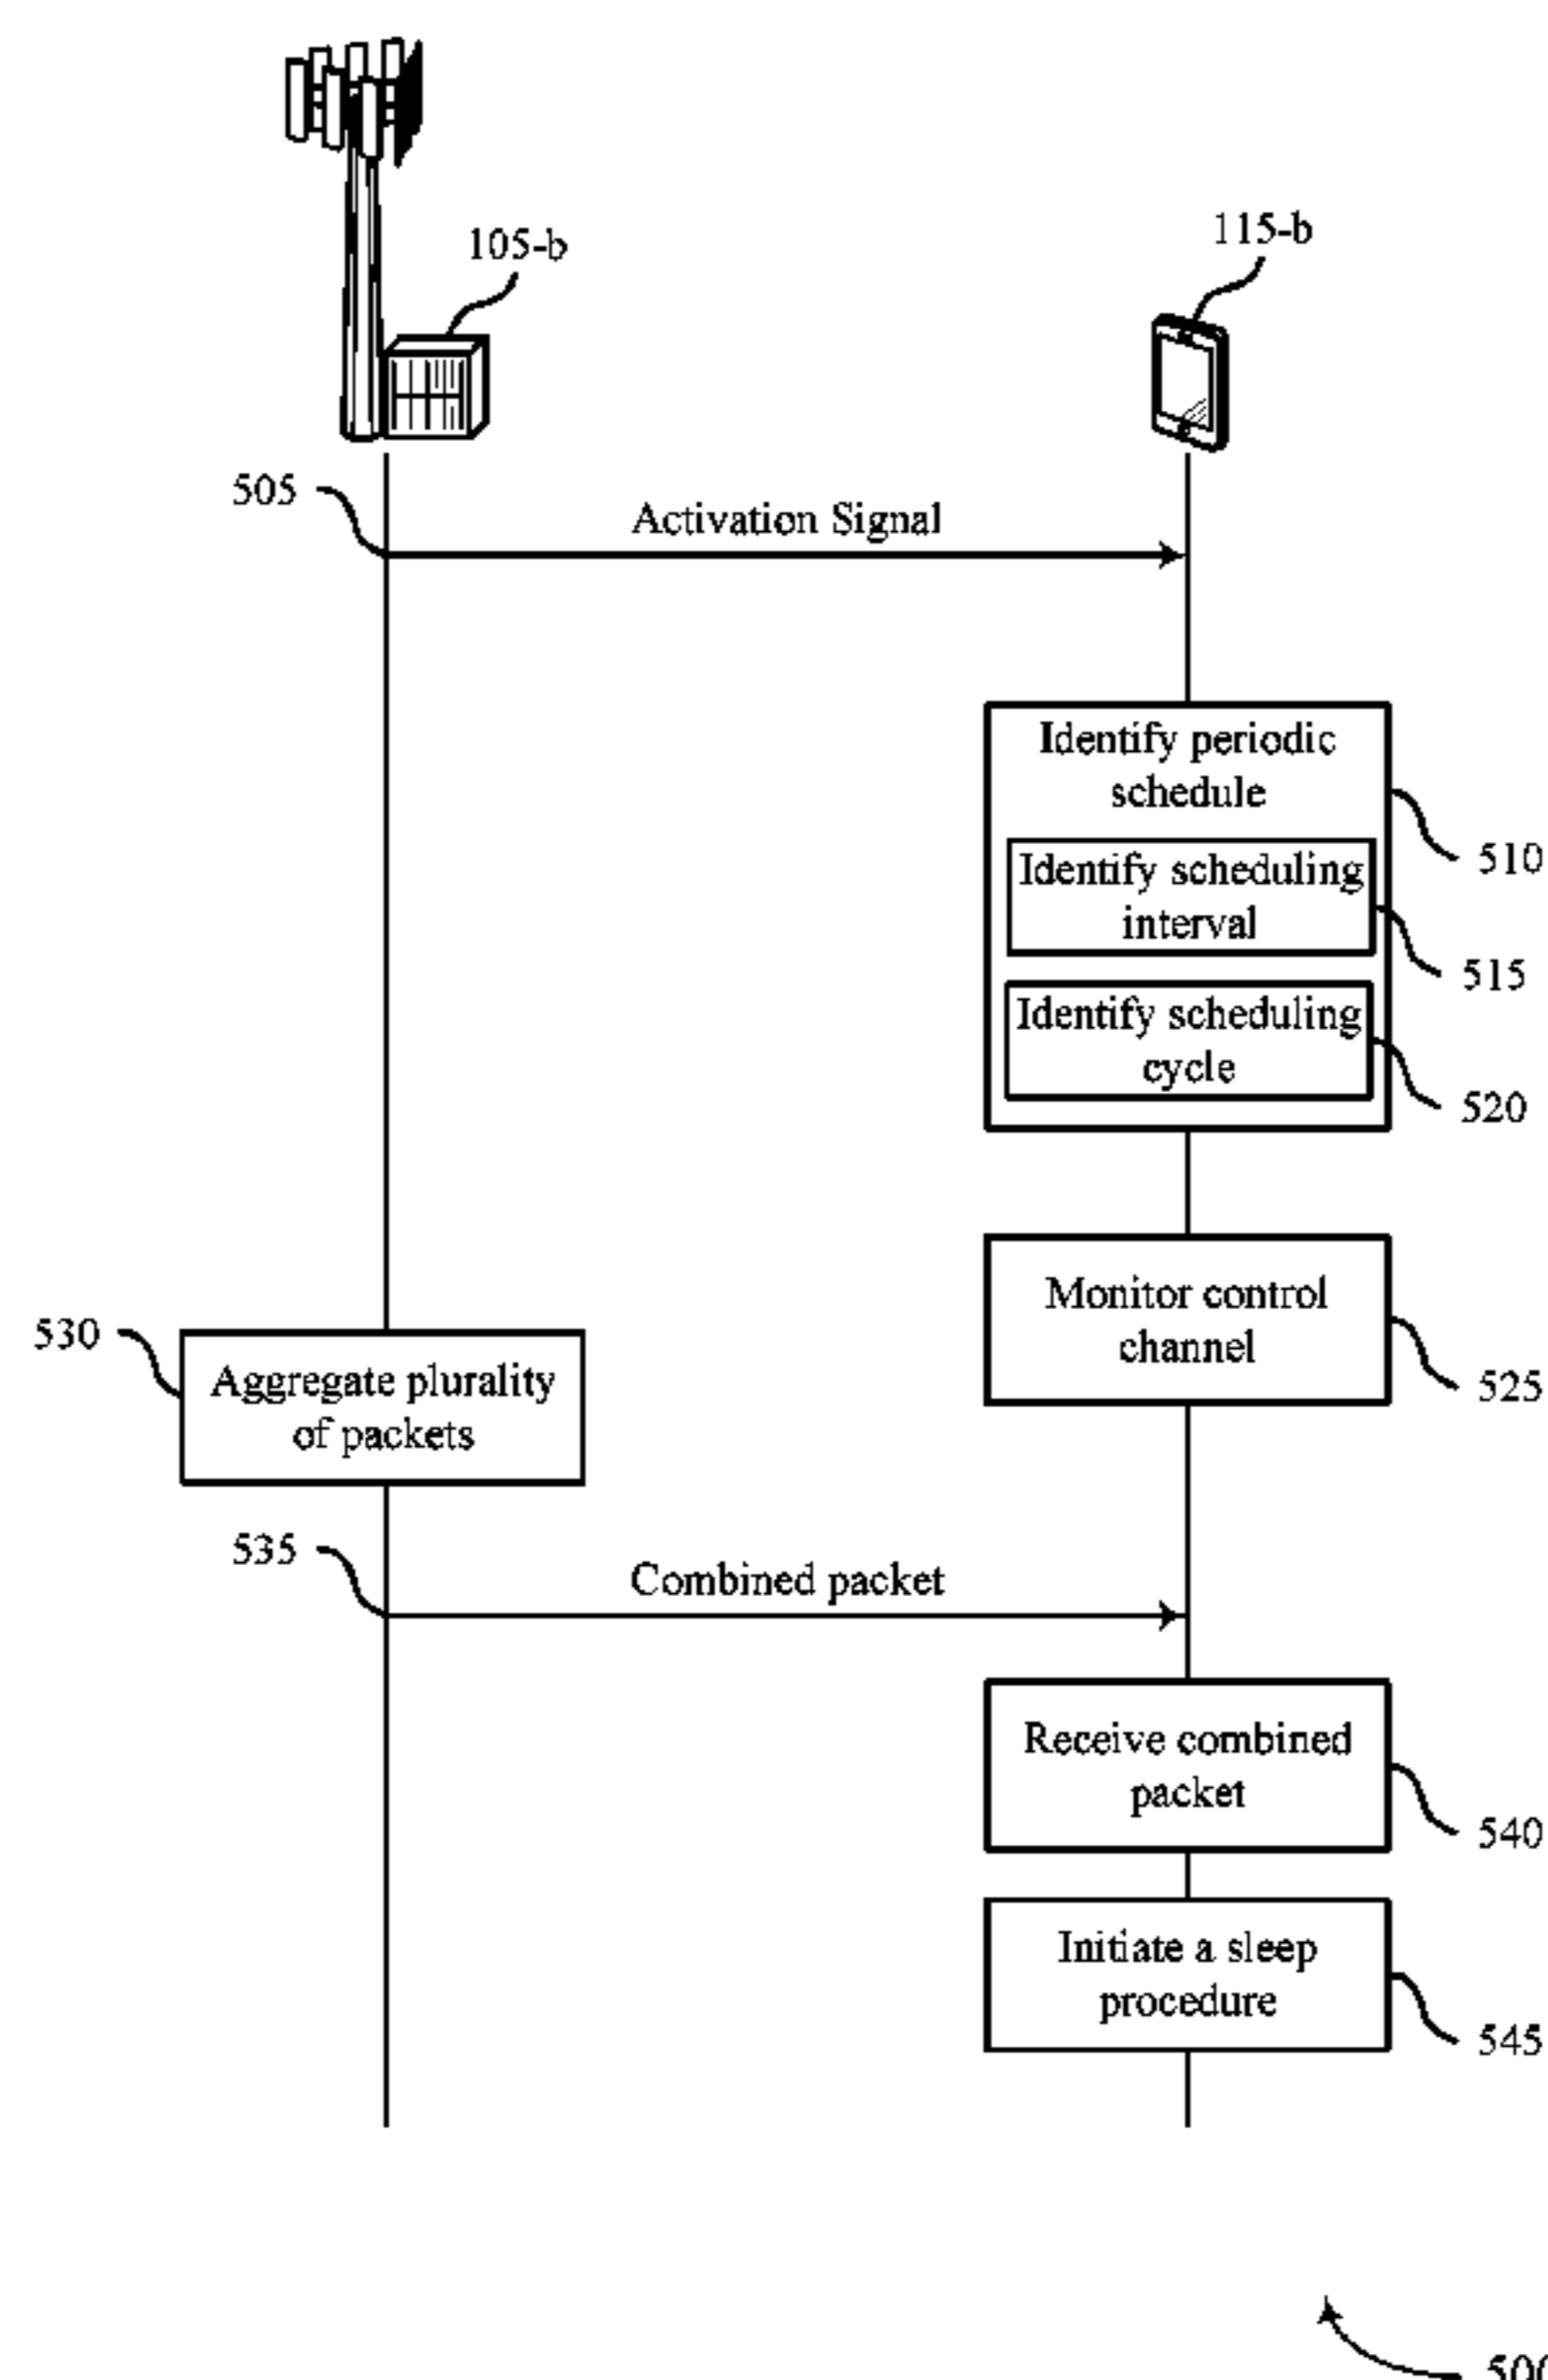 105-b
115-b
505
Activation Signal
Identify periodic
schedule
510
Identify scheduling
interval
515
Identify scheduling
cycle
520
Monitor control
channel
525
530
Aggregate plurality
of packets
535
Combined packet
Receive combined
packet
540
Initiate a sleep
procedure
545
500